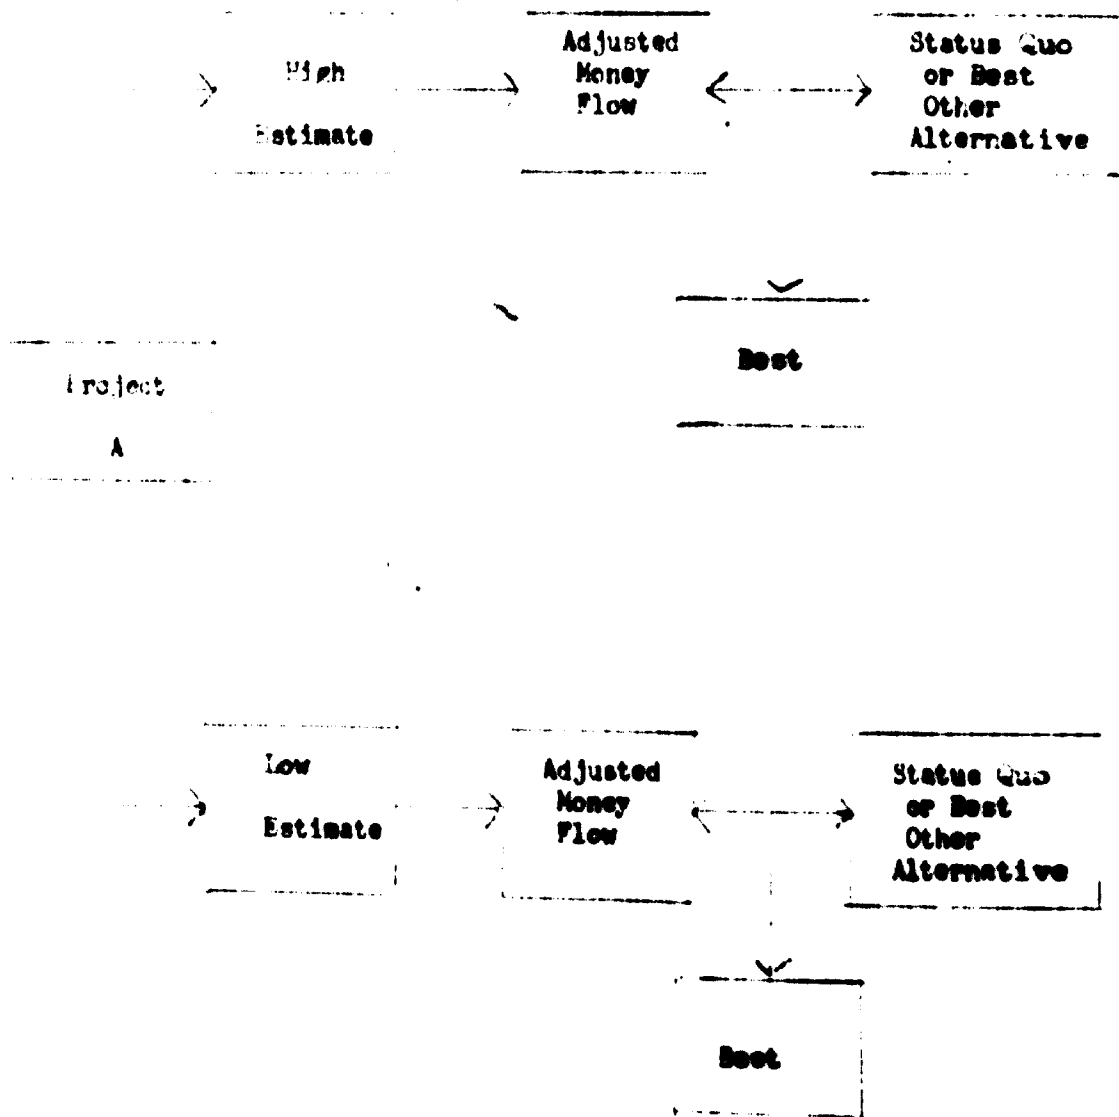 High
Estimate
Adjusted
Money
Flow
Status Quo
or Best
Other
Alternative
Best
Project
A
Low
Estimate
Adjusted
Money
Flow
Status Quo
or Best
Other
Alternative
Best